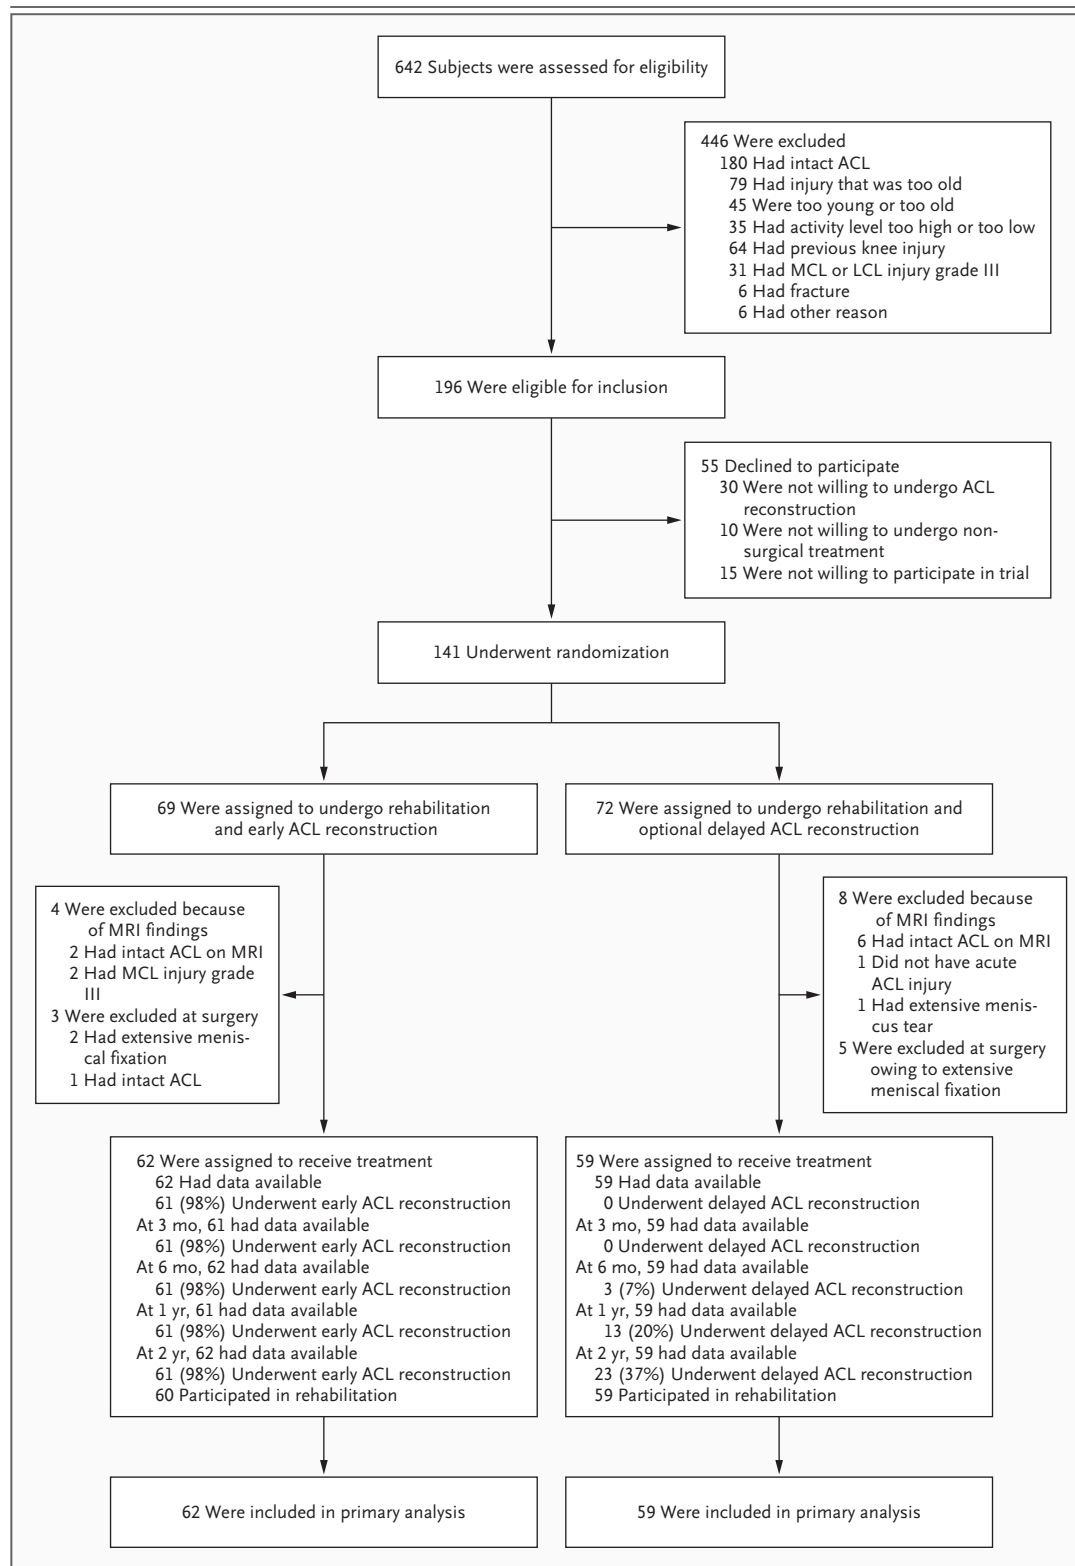 642 Subjects were assessed for eligibility
446 Were excluded
180 Had intact ACL
79 Had injury that was too old
45 Were too young or too old
35 Had activity level too high or too low
64 Had previous knee injury
31 Had MCL or LCL injury grade III
6 Had fracture
6 Had other reason
196 Were eligible for inclusion
55 Declined to participate
30 Were not willing to undergo ACL
reconstruction
10 Were not willing to undergo non-
surgical treatment
15 Were not willing to participate in trial
141 Underwent randomization
69 Were assigned to undergo rehabilitation
and early ACL reconstruction
72 Were assigned to undergo rehabilitation and
optional delayed ACL reconstruction
4 Were excluded because
of MRI findings
2 Had intact ACL on MRI
2 Had MCL injury grade
III
3 Were excluded at surgery
2 Had extensive menis-
cal fixation
1 Had intact ACL
8 Were excluded because
of MRI findings
6 Had intact ACL on MRI
1 Did not have acute
ACL injury
1 Had extensive menis-
cus tear
5 Were excluded at surgery
owing to extensive
meniscal fixation
62 Were assigned to receive treatment
62 Had data available
61 (98%) Underwent early ACL reconstruction
At 3 mo, 61 had data available
61 (98%) Underwent early ACL reconstruction
At 6 mo, 62 had data available
61 (98%) Underwent early ACL reconstruction
At 1 yr, 61 had data available
61 (98%) Underwent early ACL reconstruction
At 2 yr, 62 had data available
61 (98%) Underwent early ACL reconstruction
60 Participated in rehabilitation
59 Were assigned to receive treatment
59 Had data available
0 Underwent delayed ACL reconstruction
At 3 mo, 59 had data available
0 Underwent delayed ACL reconstruction
At 6 mo, 59 had data available
3 (7%) Underwent delayed ACL reconstruction
At 1 yr, 59 had data available
13 (20%) Underwent delayed ACL reconstruction
At 2 yr, 59 had data available
23 (37%) Underwent delayed ACL reconstruction
59 Participated in rehabilitation
62 Were included in primary analysis
59 Were included in primary analysis